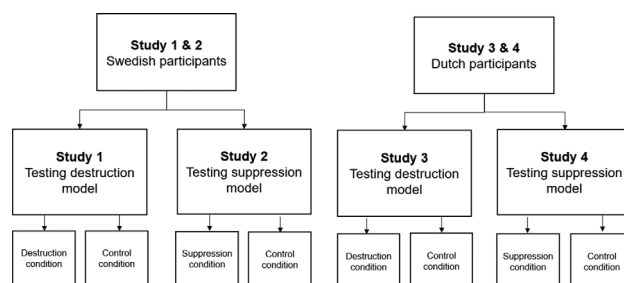 Study 1 & 2
Swedish participants
Study 3 & 4
Dutch participants
Study 1
Testing destruction
model
Study 2
Testing suppression
model
Study 3
Testing destruction
model
Study 4
Testing suppression
model
Destruction
condition
Control
condition
Suppression
condition
Control
condition
Destruction
condition
Control
condition
Suppression
condition
Control
condition